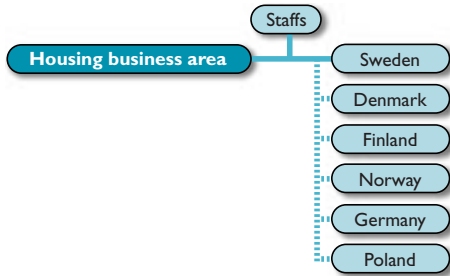 Staffs
Housing business area
Sweden
Denmark
Finland
Norway
Germany
Poland